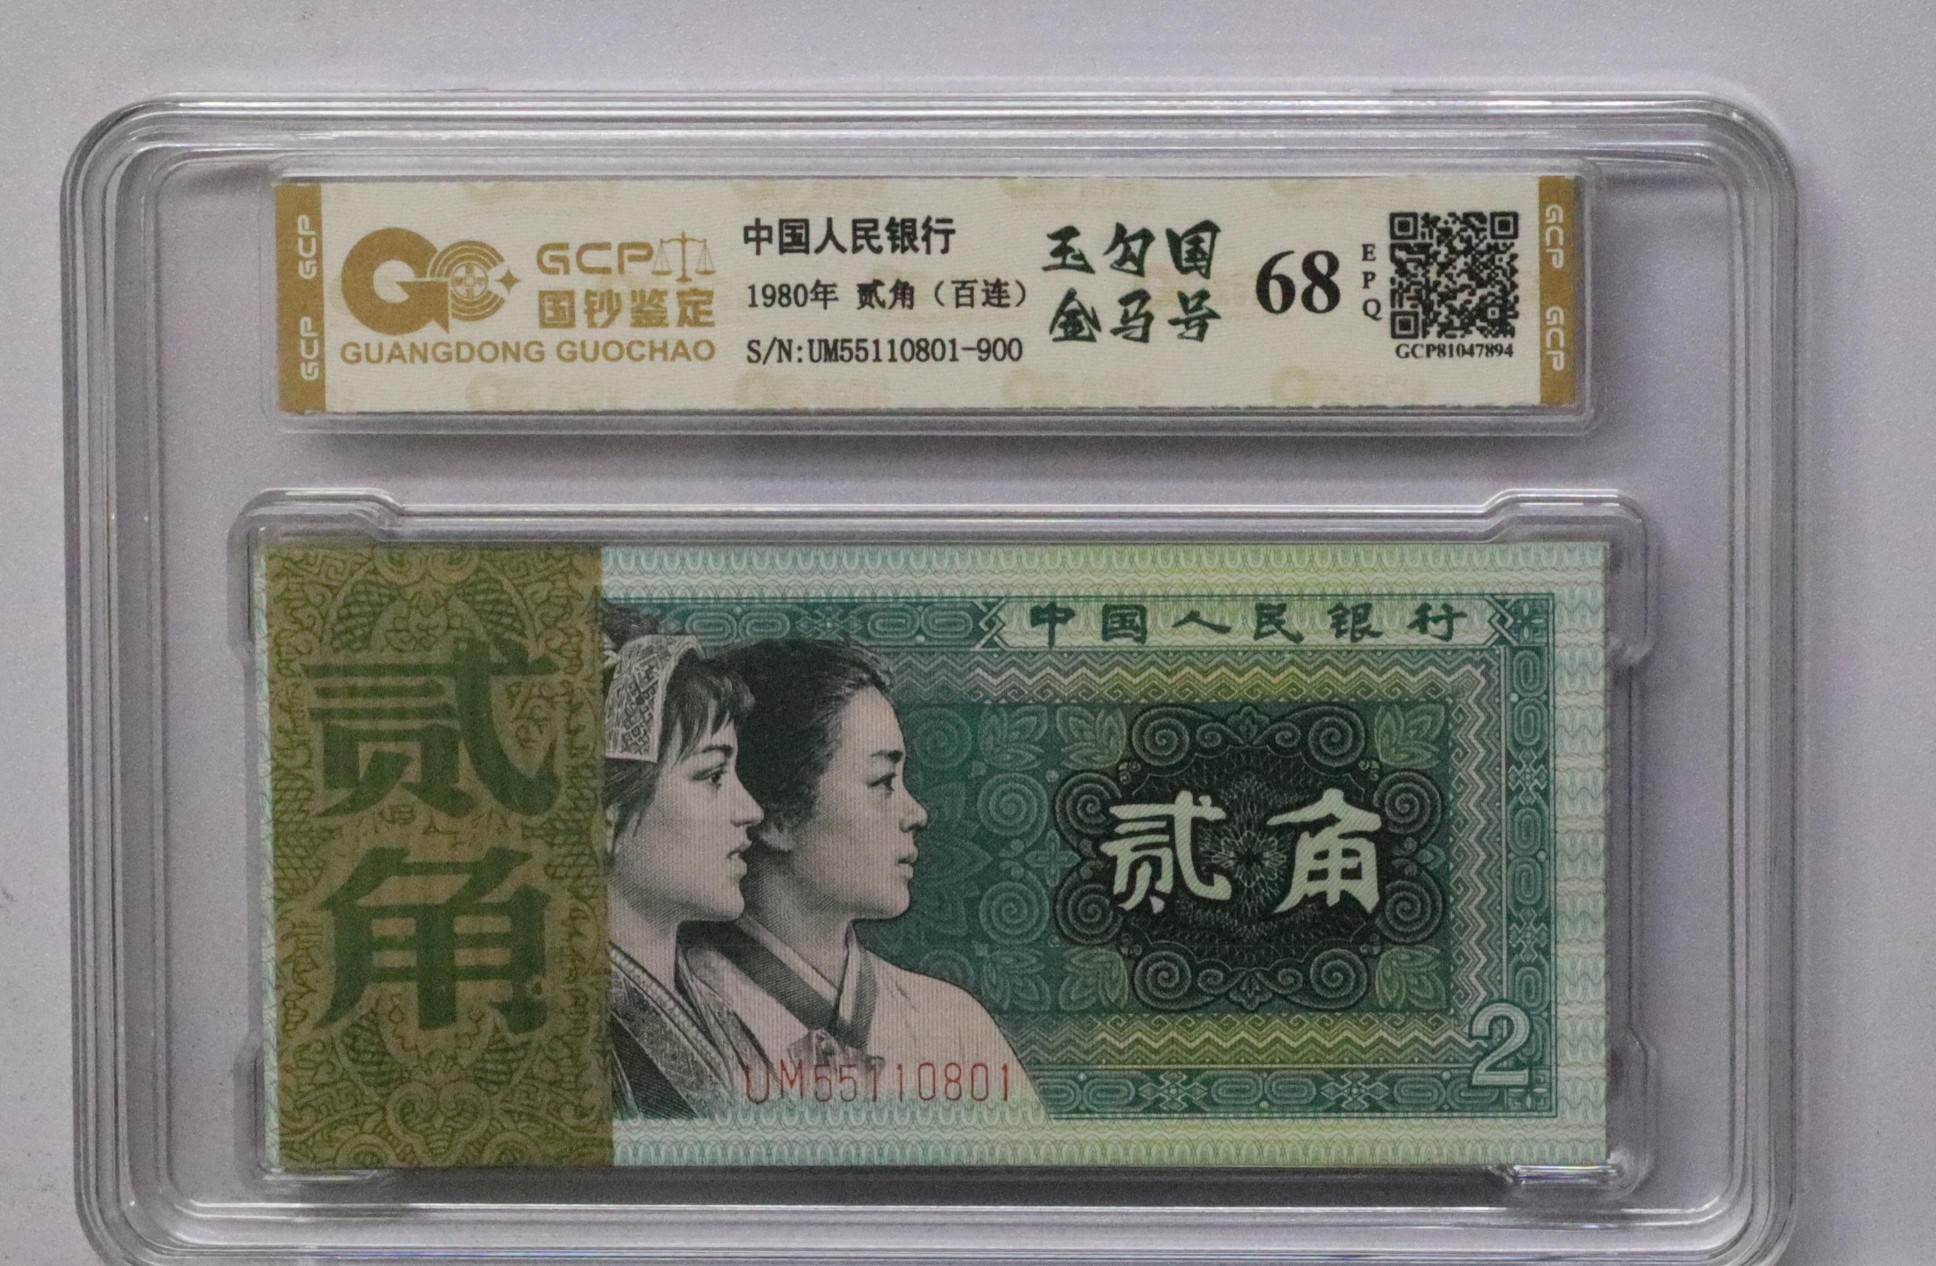 GCP
GCP
GCP
国钞鉴定
GUANGDONG GUOCHAO
中国人民银行
1980年 贰角（百连）
S/N:UM55110801-900
玉勾国
金马号
68
EPQ
GCP81047894
GCP
GCP
贰角
中国人民银行
贰角
2
UM55110801